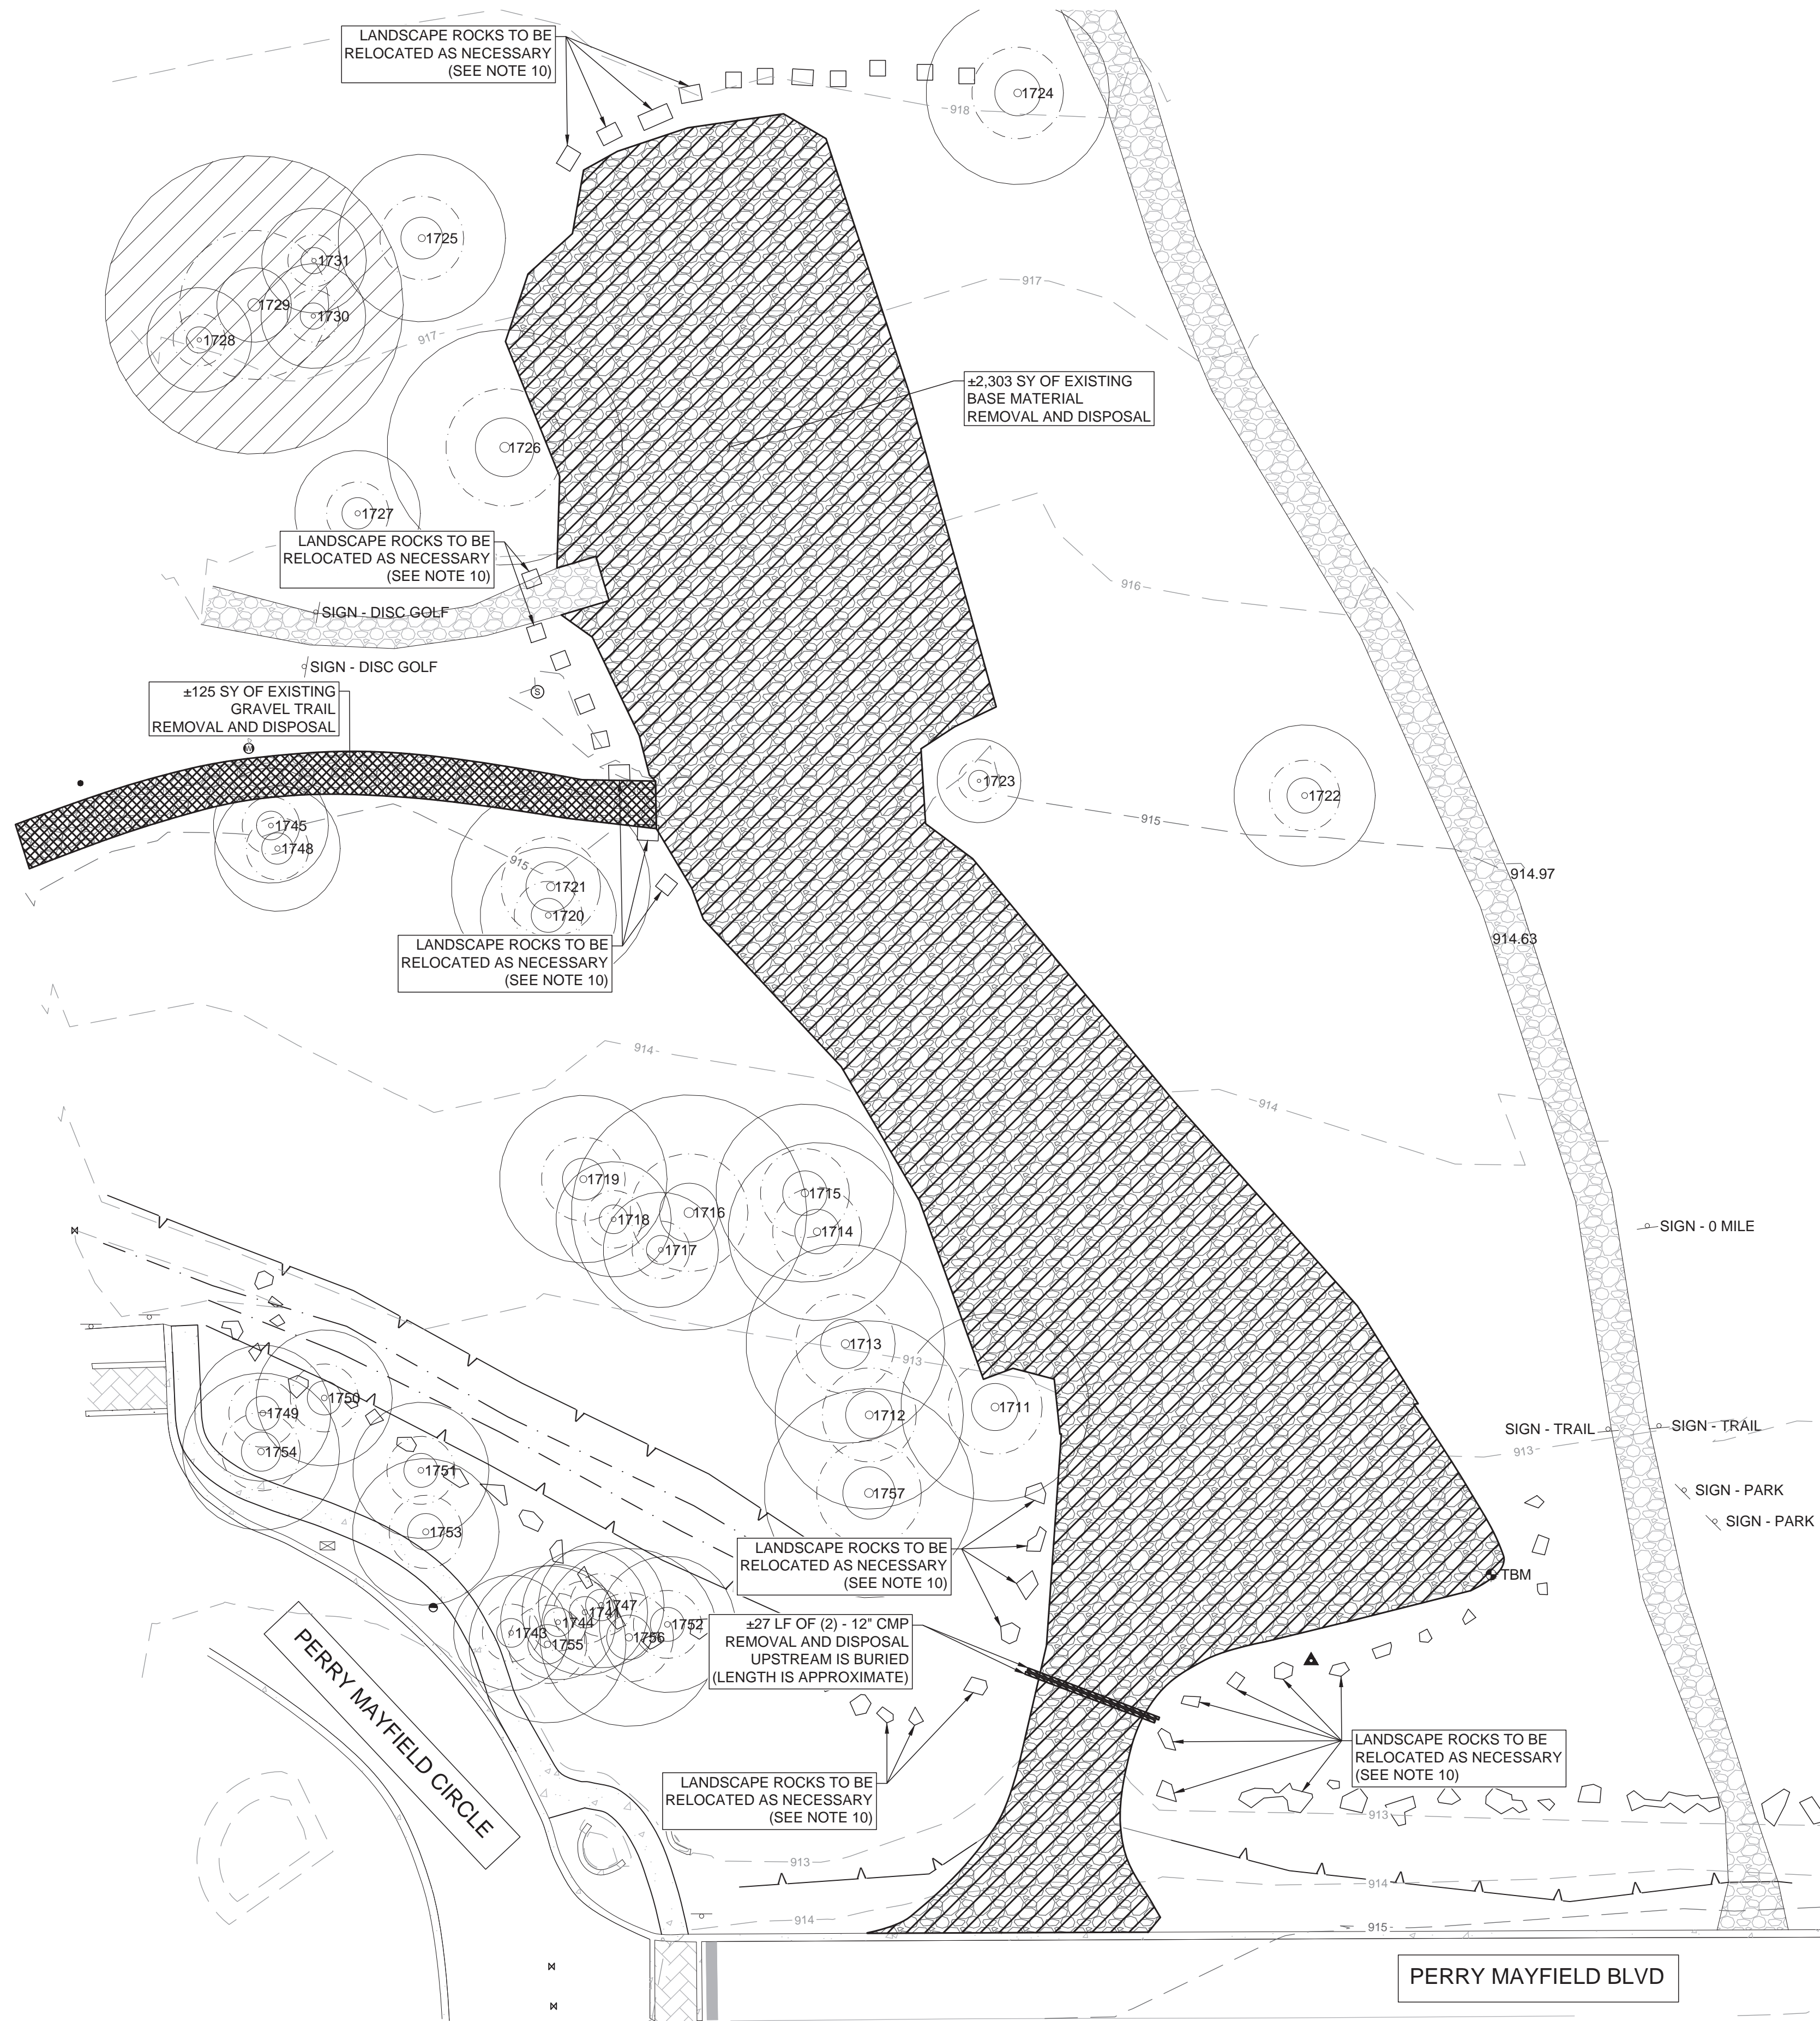 LANDSCAPE ROCKS TO BE
RELOCATED AS NECESSARY
(SEE NOTE 10)
1724
918
1725
1731
1729
1730
1728
917
917
±2,303 SY OF EXISTING
BASE MATERIAL
REMOVAL AND DISPOSAL
1726
1727
LANDSCAPE ROCKS TO BE
RELOCATED AS NECESSARY
(SEE NOTE 10)
916
SIGN - DISC GOLF
SIGN - DISC GOLF
S
±125 SY OF EXISTING
GRAVEL TRAIL
REMOVAL AND DISPOSAL
W
1723
1722
1745
1748
915
915
914.97
1721
1720
914.63
LANDSCAPE ROCKS TO BE
RELOCATED AS NECESSARY
(SEE NOTE 10)
914
914
1719
1718
1716
1717
1715
1714
SIGN - 0 MILE
1713
913
1750
1749
1754
1712
1711
SIGN - TRAIL
SIGN - TRAIL
913
1751
1757
SIGN - PARK
SIGN - PARK
1753
LANDSCAPE ROCKS TO BE
RELOCATED AS NECESSARY
(SEE NOTE 10)
TBM
1747
1741
1744
1743
1755
1756
1752
±27 LF OF (2) - 12" CMP
REMOVAL AND DISPOSAL
UPSTREAM IS BURIED
(LENGTH IS APPROXIMATE)
PERRY MAYFIELD CIRCLE
LANDSCAPE ROCKS TO BE
RELOCATED AS NECESSARY
(SEE NOTE 10)
LANDSCAPE ROCKS TO BE
RELOCATED AS NECESSARY
(SEE NOTE 10)
913
913
914
914
915
PERRY MAYFIELD BLVD